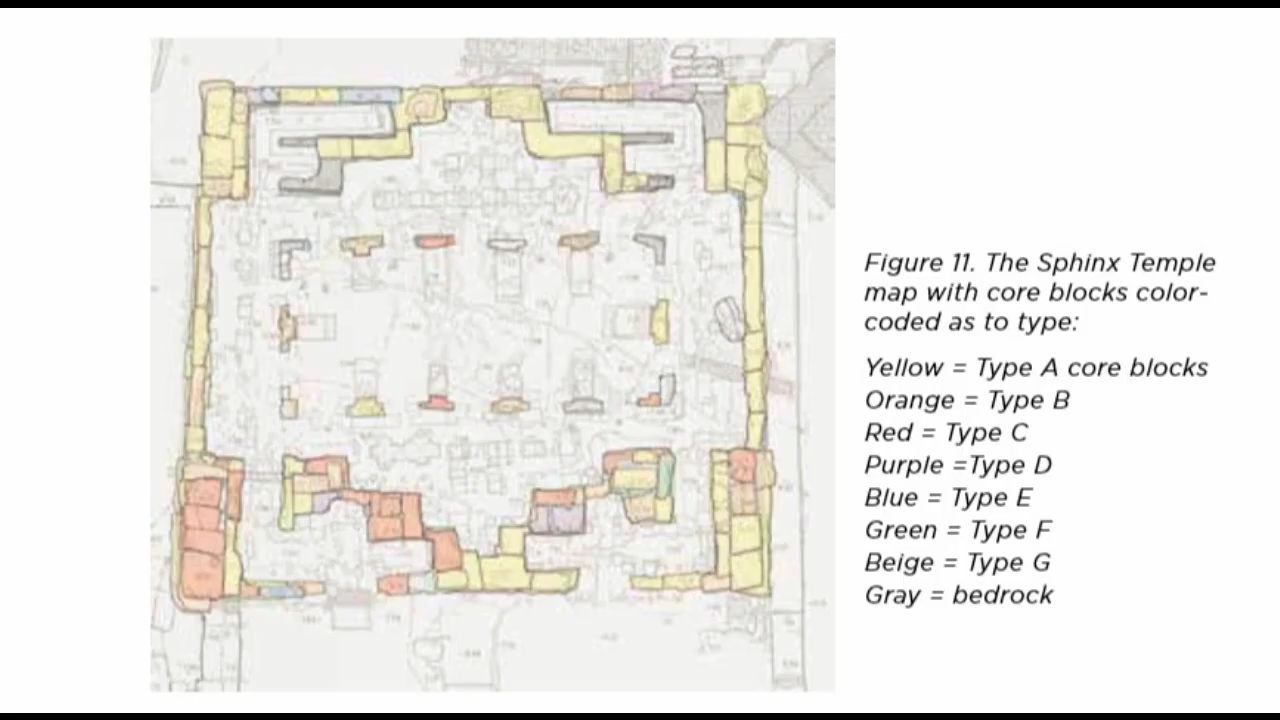 Figure 11. The Sphinx Temple
map with core blocks color-
coded as to type:
Yellow = Type A core blocks
Orange = Type B
Red = Type C
Purple =Type D
Blue = Type E
Green = Type F
Beige = Type G
Gray = bedrock